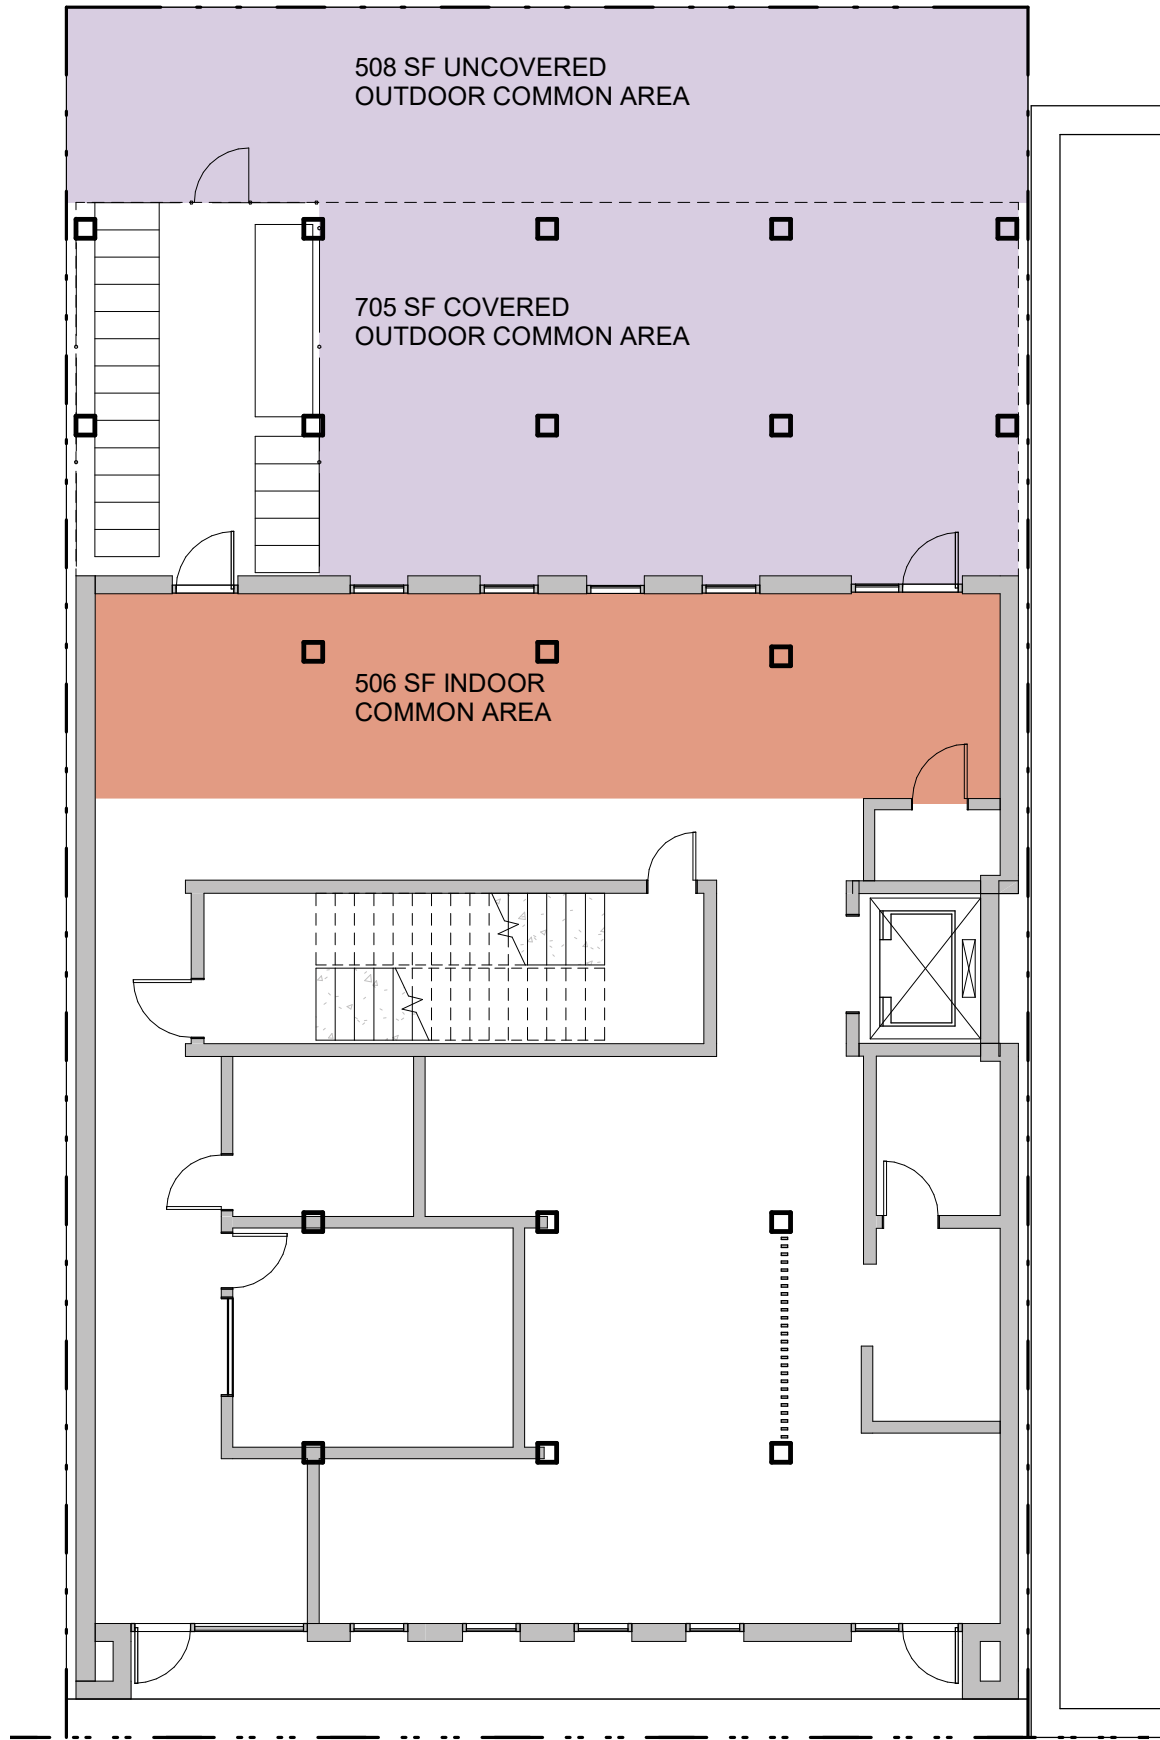 508 SF UNCOVERED
OUTDOOR COMMON AREA
705 SF COVERED
OUTDOOR COMMON AREA
506 SF INDOOR
COMMON AREA